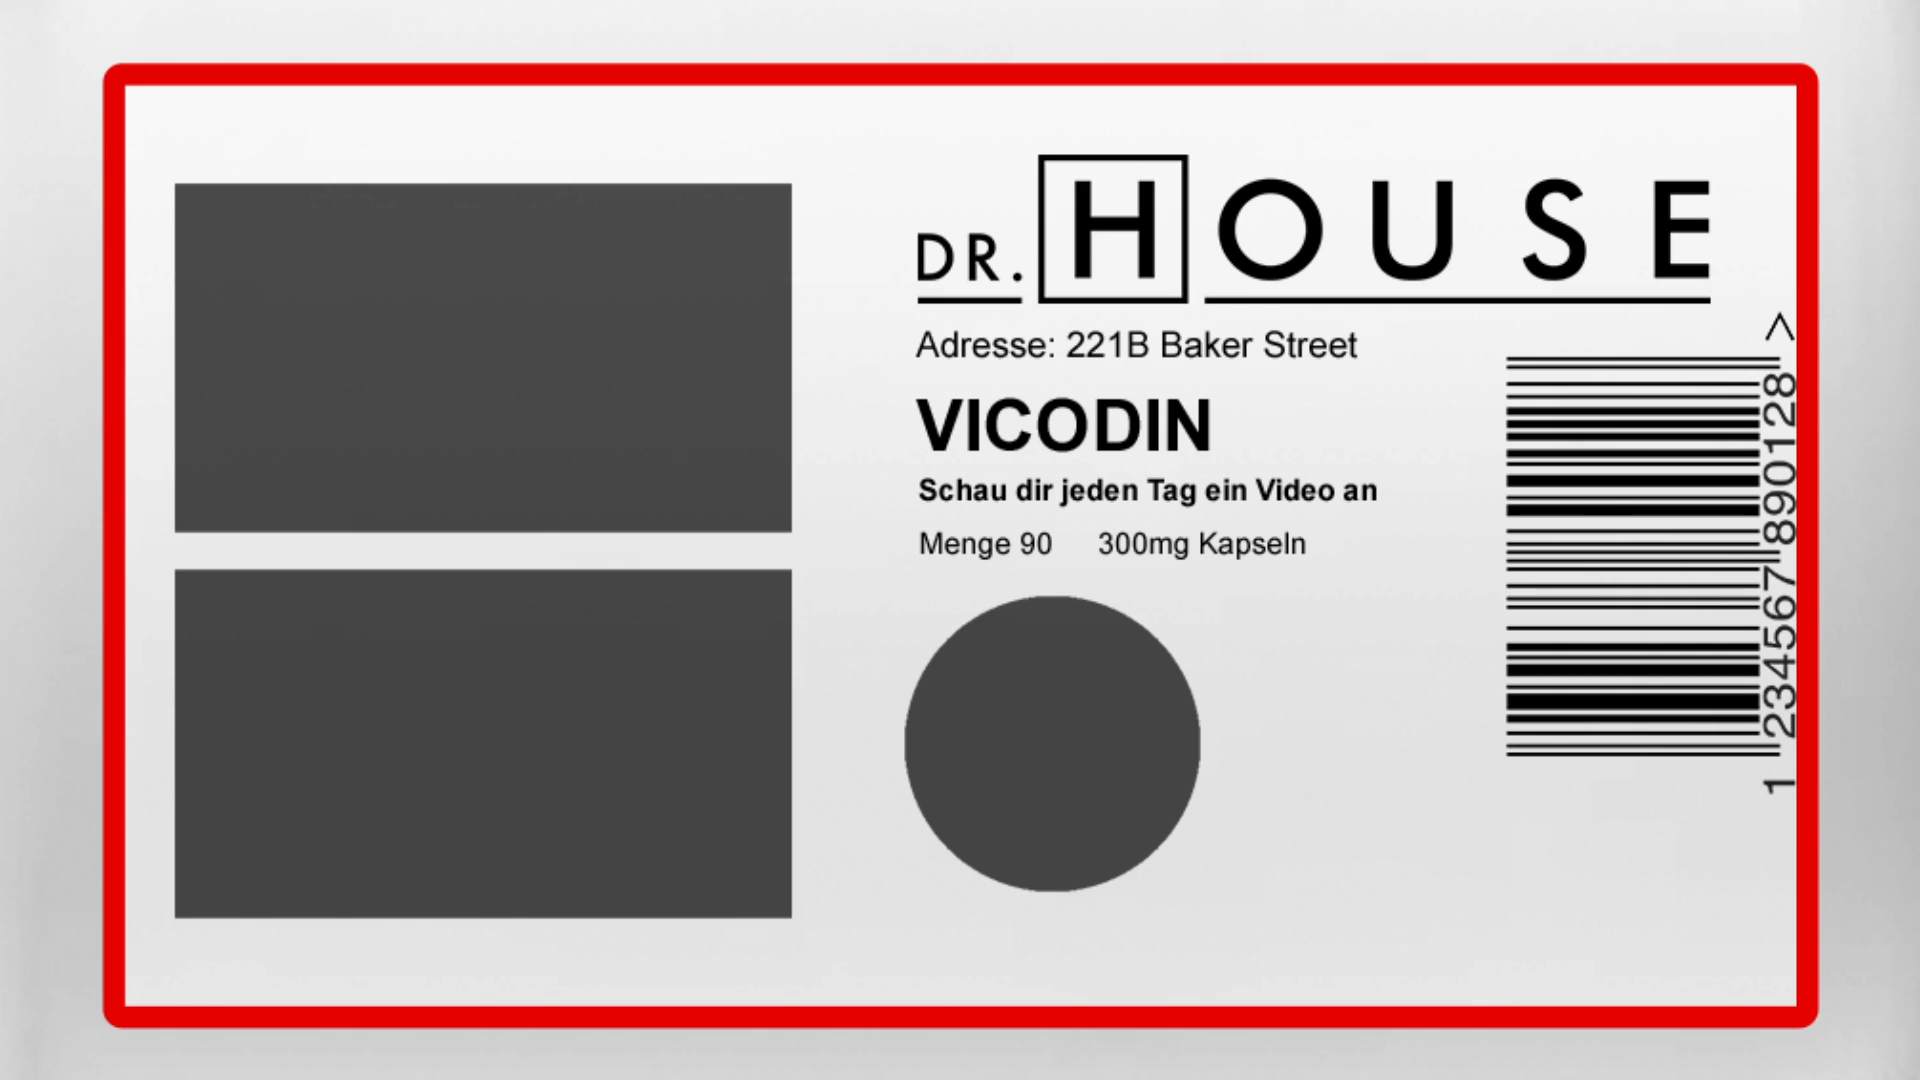 DR. HOUSE
Adresse: 221B Baker Street
VICODIN
Schau dir jeden Tag ein Video an
Menge 90 300mg Kapseln
1 234567 890128 >